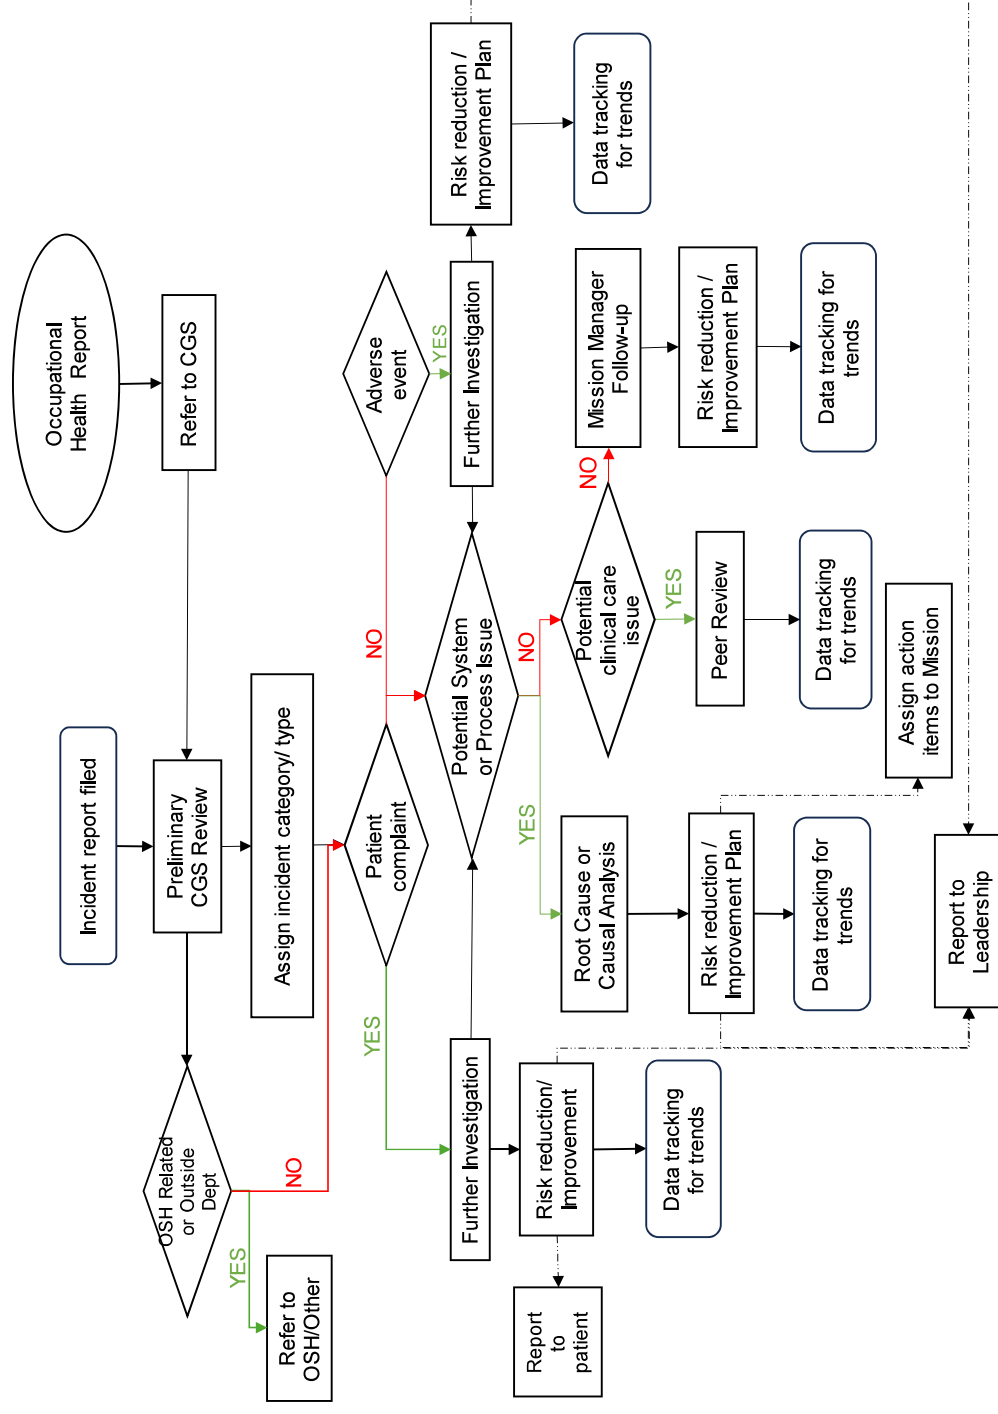 Incident report filed
Occupational
Health Report
OSH Related
or Outside
Dept
Preliminary
CGS Review
Refer to CGS
YES
NO
Refer to
OSH/Other
Assign incident category/ type
YES
Patient
complaint
NO
Adverse
event
YES
Further Investigation
Potential System
or Process Issue
Further Investigation
Risk reduction /
Improvement Plan
Report
to
patient
Risk reduction/
Improvement
YES
NO
Root Cause or
Causal Analysis
Potential
clinical care
issue
NO
Mission Manager
Follow-up
Data tracking
for trends
Data tracking
for trends
YES
Risk reduction /
Improvement Plan
Peer Review
Risk reduction /
Improvement Plan
Data tracking for
trends
Data tracking
for trends
Data tracking for
trends
Assign action
items to Mission
Report to
Leadership